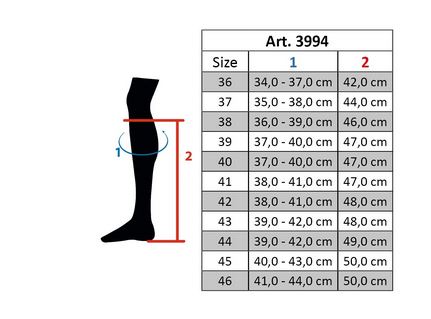 Art. 3994
Size 1 2
36 34,0 - 37,0 cm 42,0 cm
37 35,0 - 38,0 cm 44,0 cm
38 36,0 - 39,0 cm 46,0 cm
39 37,0 - 40,0 cm 47,0 cm
40 37,0 - 40,0 cm 47,0 cm
41 38,0 - 41,0 cm 47,0 cm
42 38,0 - 41,0 cm 48,0 cm
43 39,0 - 42,0 cm 48,0 cm
44 39,0 - 42,0 cm 49,0 cm
45 40,0 - 43,0 cm 50,0 cm
46 41,0 - 44,0 cm 50,0 cm
1
2